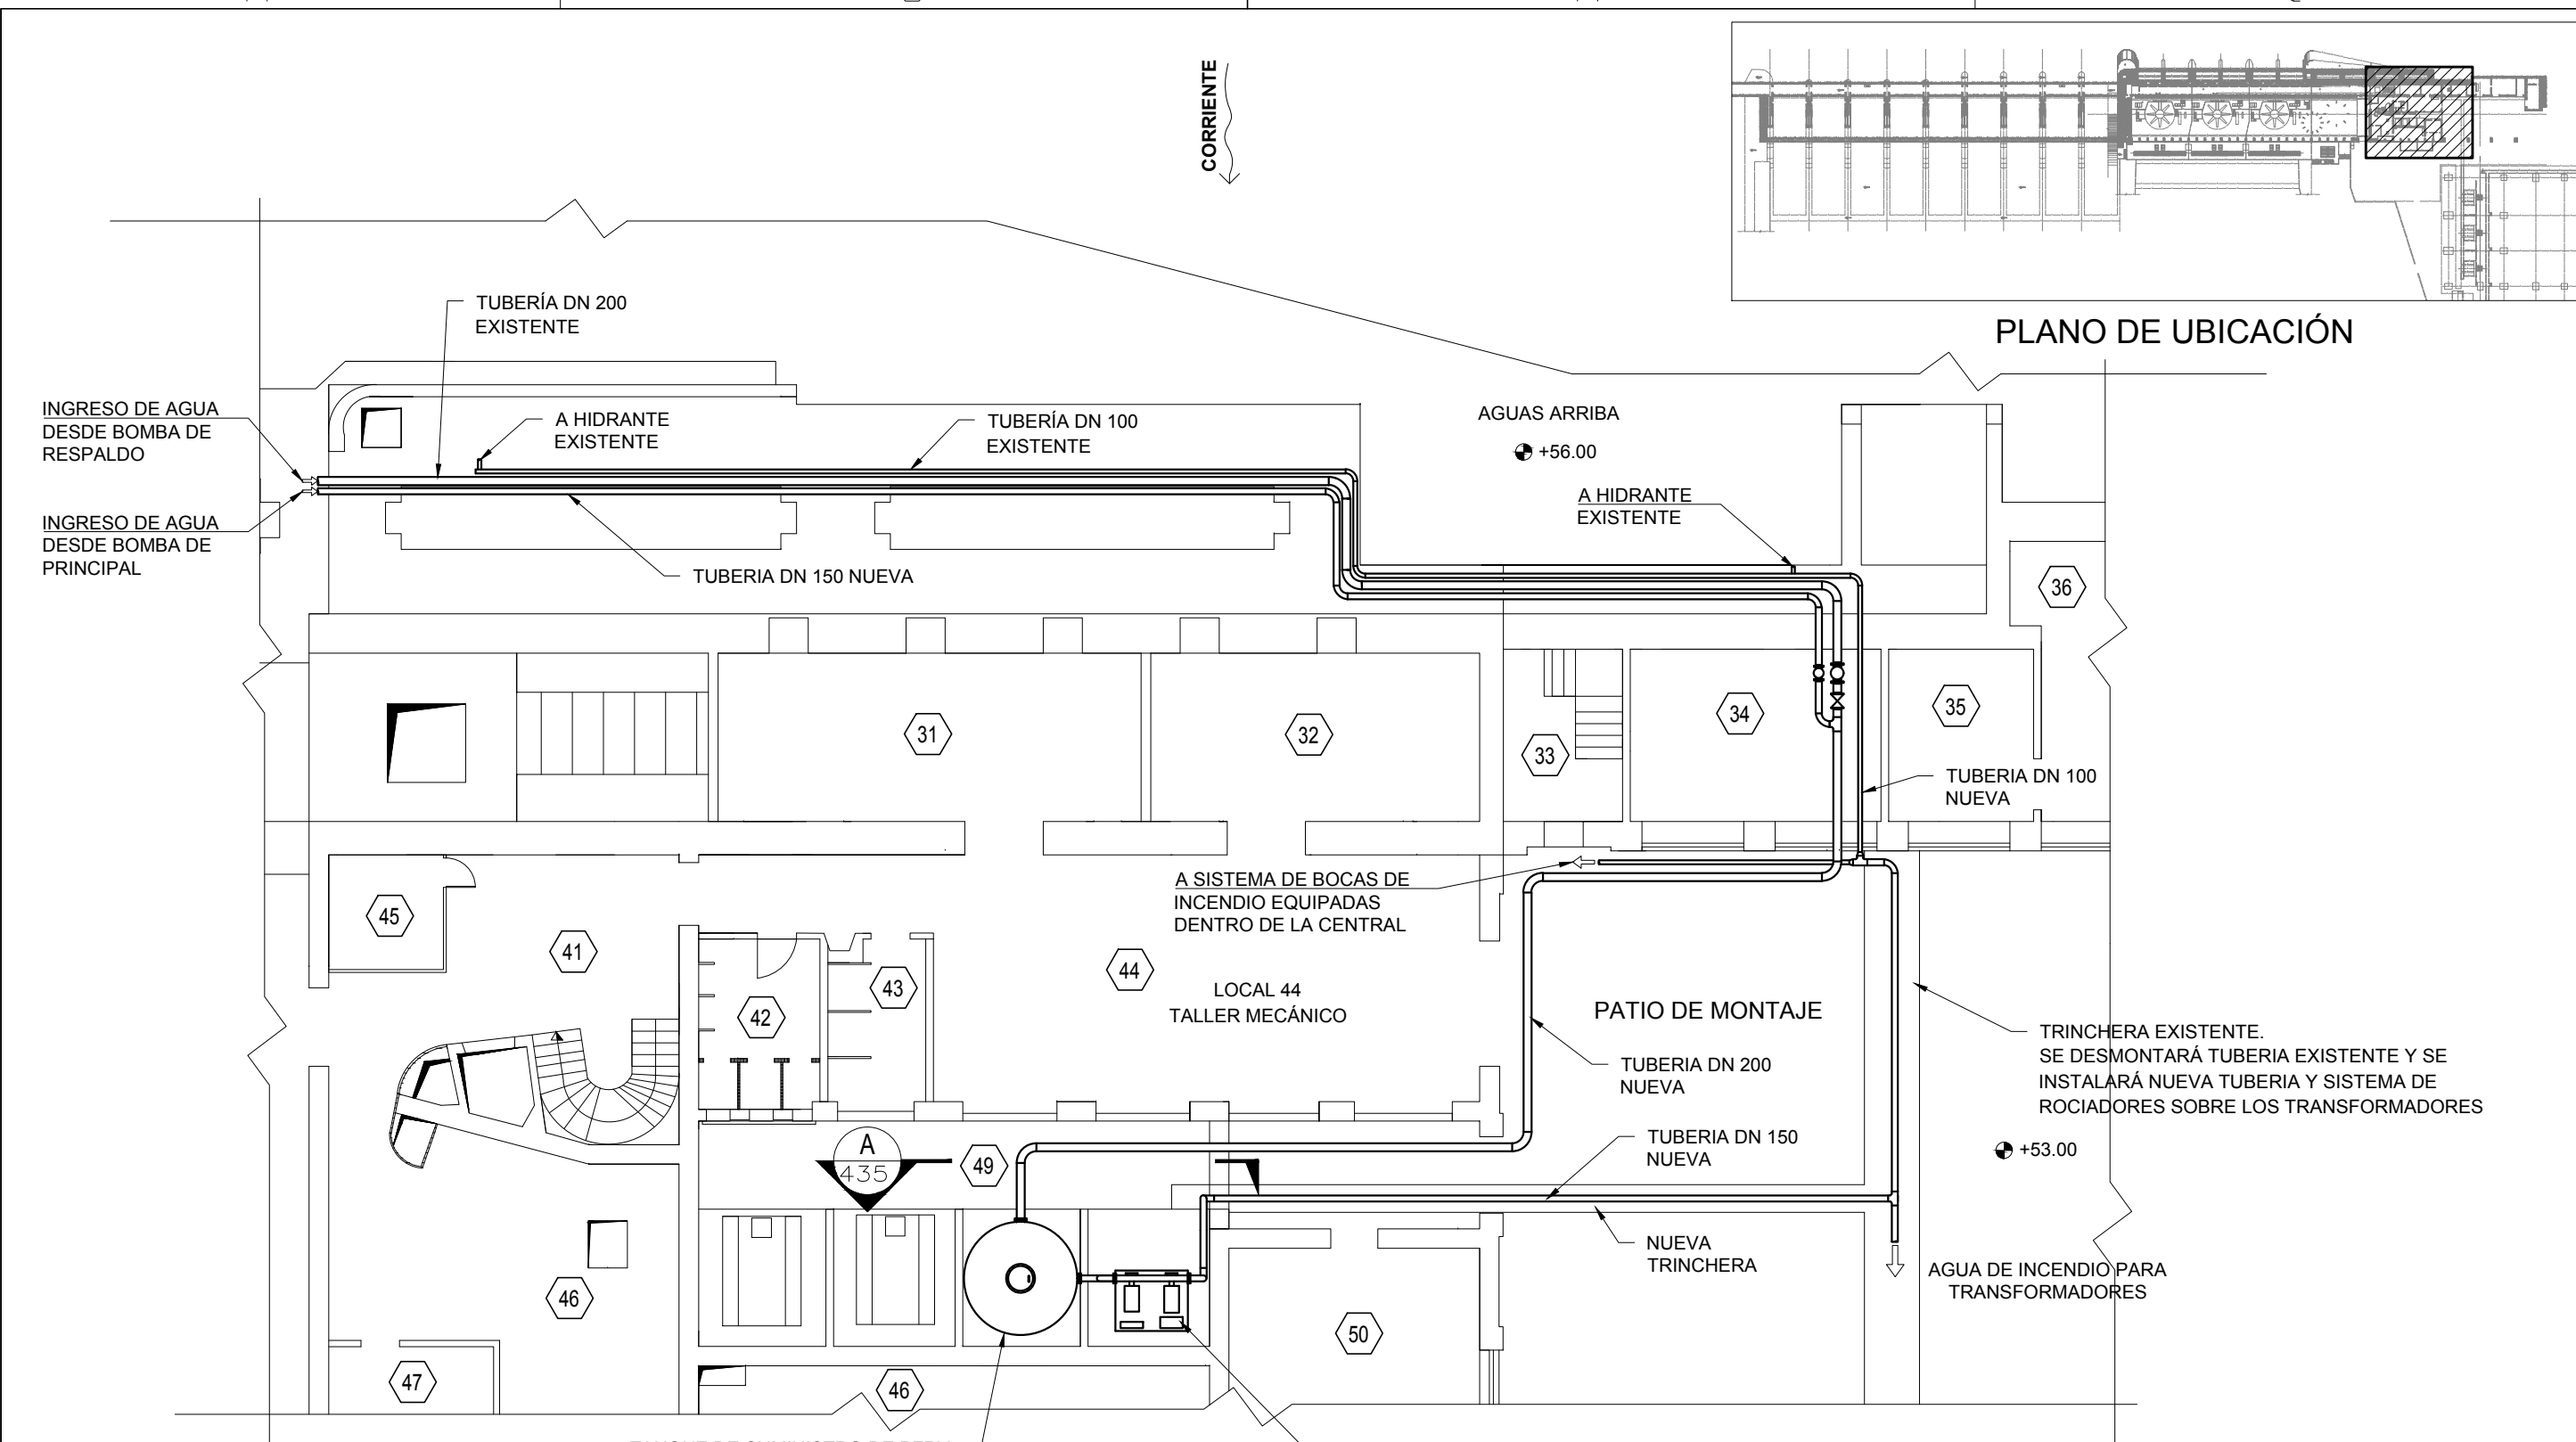 CORRIENTE
PLANO DE UBICACIÓN
TUBERÍA DN 200
EXISTENTE
INGRESO DE AGUA
DESDE BOMBA DE
RESPALDO
A HIDRANTE
EXISTENTE
TUBERÍA DN 100
EXISTENTE
AGUAS ARRIBA
+56.00
A HIDRANTE
EXISTENTE
INGRESO DE AGUA
DESDE BOMBA DE
PRINCIPAL
TUBERIA DN 150 NUEVA
36
31
32
33
34
35
TUBERIA DN 100
NUEVA
A SISTEMA DE BOCAS DE
INCENDIO EQUIPADAS
DENTRO DE LA CENTRAL
45
41
42
43
44
LOCAL 44
TALLER MECÁNICO
PATIO DE MONTAJE
TUBERIA DN 200
NUEVA
TRINCHERA EXISTENTE.
SE DESMONTARÁ TUBERIA EXISTENTE Y SE
INSTALARÁ NUEVA TUBERIA Y SISTEMA DE
ROCIADORES SOBRE LOS TRANSFORMADORES
TUBERIA DN 150
NUEVA
+53.00
A
435
49
NUEVA
TRINCHERA
AGUA DE INCENDIO PARA
TRANSFORMADORES
46
50
47
46